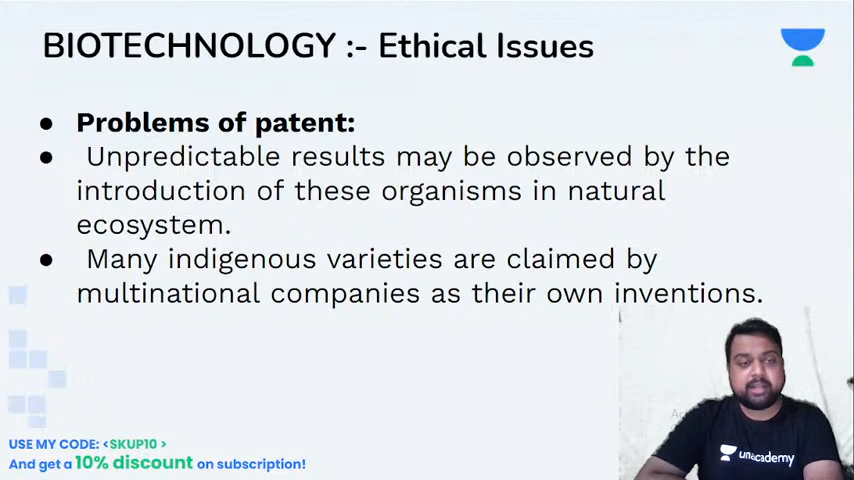 BIOTECHNOLOGY :- Ethical Issues
● Problems of patent:
● Unpredictable results may be observed by the
introduction of these organisms in natural
ecosystem.
● Many indigenous varieties are claimed by
multinational companies as their own inventions.
USE MY CODE: <SKUP10 >
And get a 10% discount on subscription!
unacademy